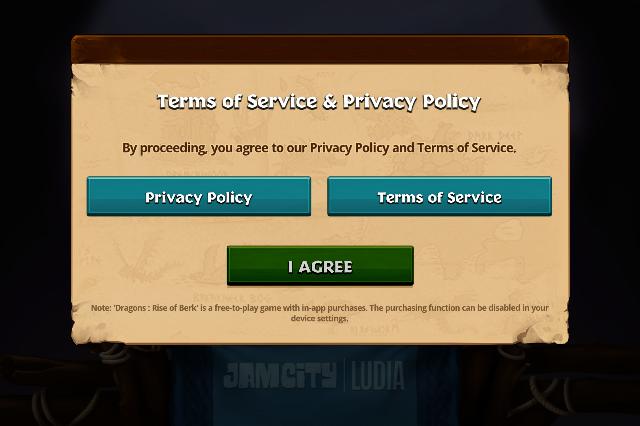 Terms of Service & Privacy Policy
By proceeding, you agree to our Privacy Policy and Terms of Service.
Privacy Policy
Terms of Service
I AGREE
Note: 'Dragons : Rise of Berk' is a free-to-play game with in-app purchases. The purchasing function can be disabled in your
device settings.
JAMCITY | LUDIA